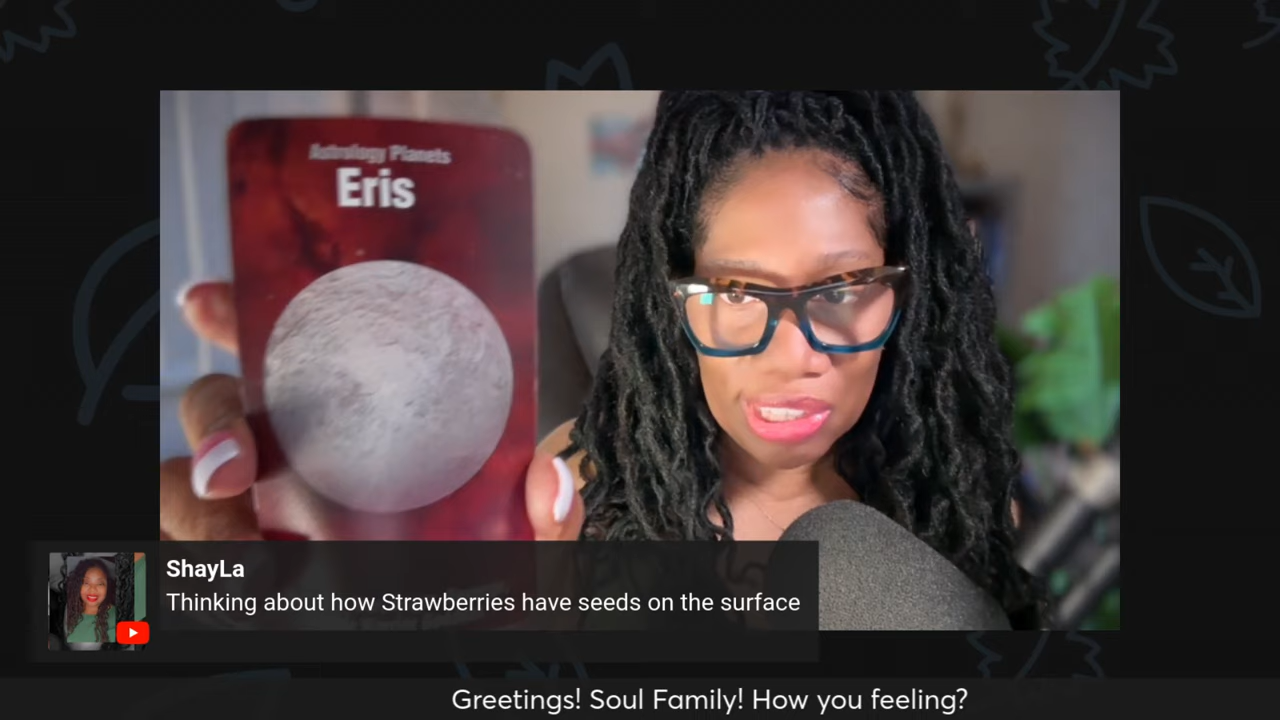 Astrology Planets
Eris
ShayLa
Thinking about how Strawberries have seeds on the surface
Greetings! Soul Family! How you feeling?